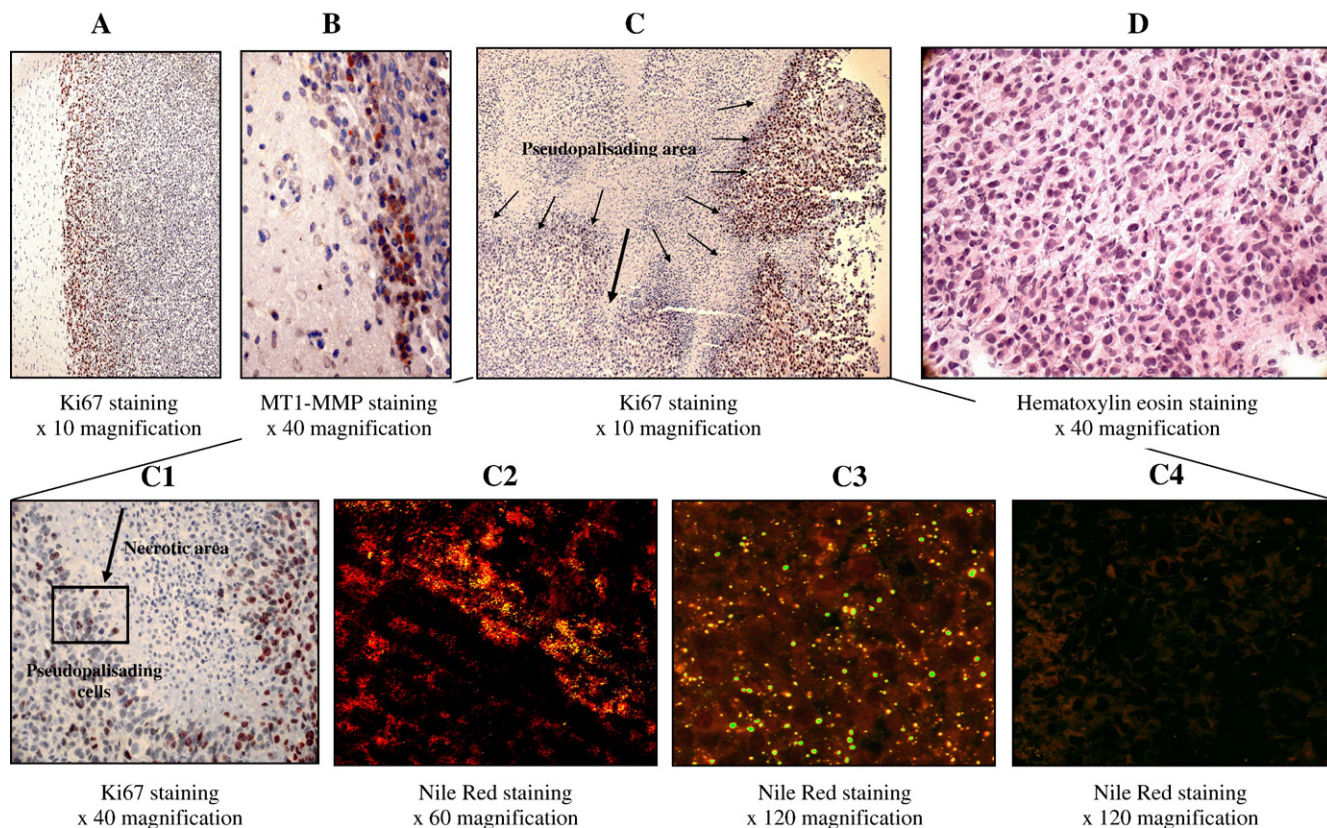 A
B
C
D
Pseudopalisading area
Ki67 staining
x 10 magnification
MT1-MMP staining
x 40 magnification
Ki67 staining
x 10 magnification
Hematoxylin eosin staining
x 40 magnification
C1
C2
C3
C4
Necrotic area
Pseudopalisading
cells
Ki67 staining
x 40 magnification
Nile Red staining
x 60 magnification
Nile Red staining
x 120 magnification
Nile Red staining
x 120 magnification